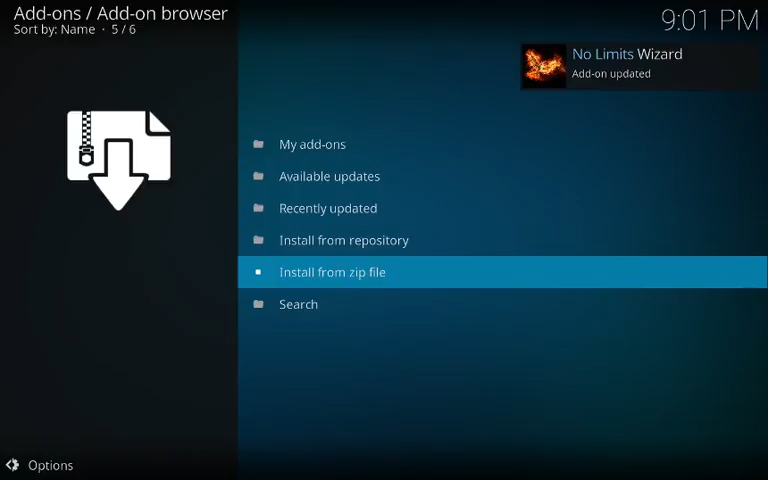 Add-ons / Add-on browser
Sort by: Name · 5 / 6
9:01 PM
No Limits Wizard
Add-on updated
My add-ons
Available updates
Recently updated
Install from repository
Install from zip file
Search
Options